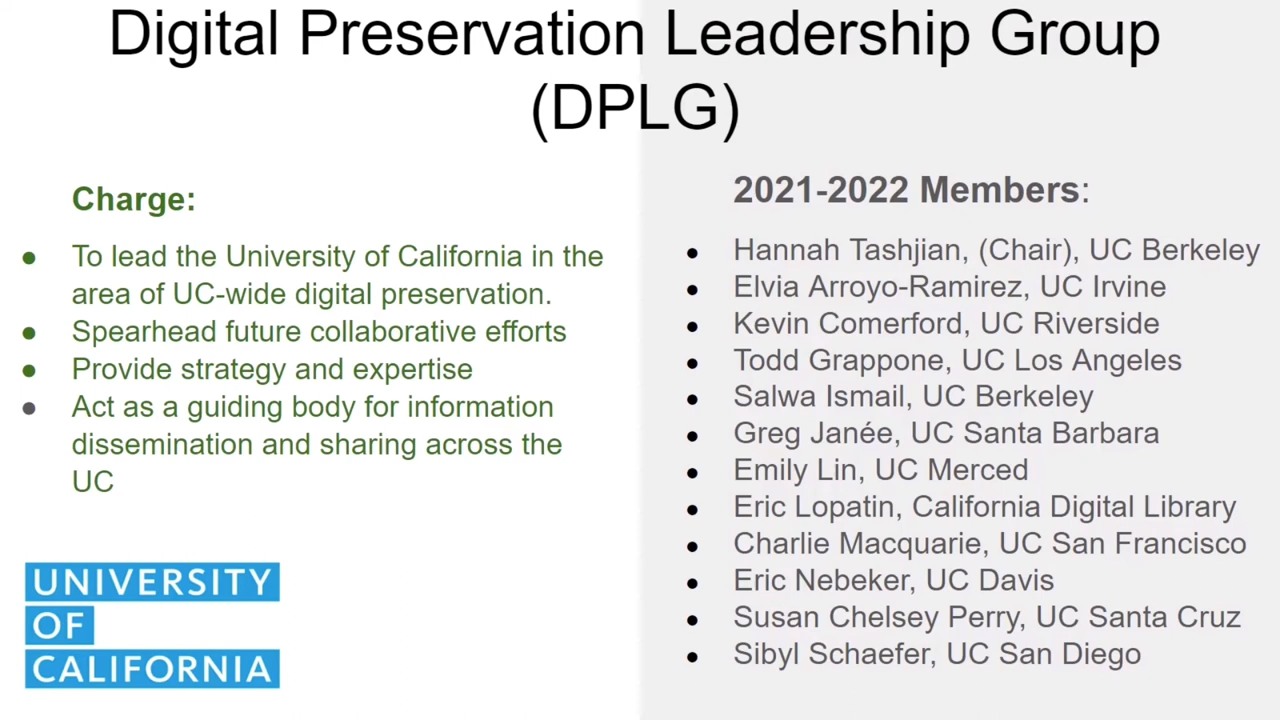 Digital Preservation Leadership Group
(DPLG)
Charge:
● To lead the University of California in the
area of UC-wide digital preservation.
● Spearhead future collaborative efforts
● Provide strategy and expertise
● Act as a guiding body for information
dissemination and sharing across the
UC
UNIVERSITY
OF
CALIFORNIA
2021-2022 Members:
● Hannah Tashjian, (Chair), UC Berkeley
● Elvia Arroyo-Ramirez, UC Irvine
● Kevin Comerford, UC Riverside
● Todd Grappone, UC Los Angeles
● Salwa Ismail, UC Berkeley
● Greg Janée, UC Santa Barbara
● Emily Lin, UC Merced
● Eric Lopatin, California Digital Library
● Charlie Macquarie, UC San Francisco
● Eric Nebeker, UC Davis
● Susan Chelsey Perry, UC Santa Cruz
● Sibyl Schaefer, UC San Diego